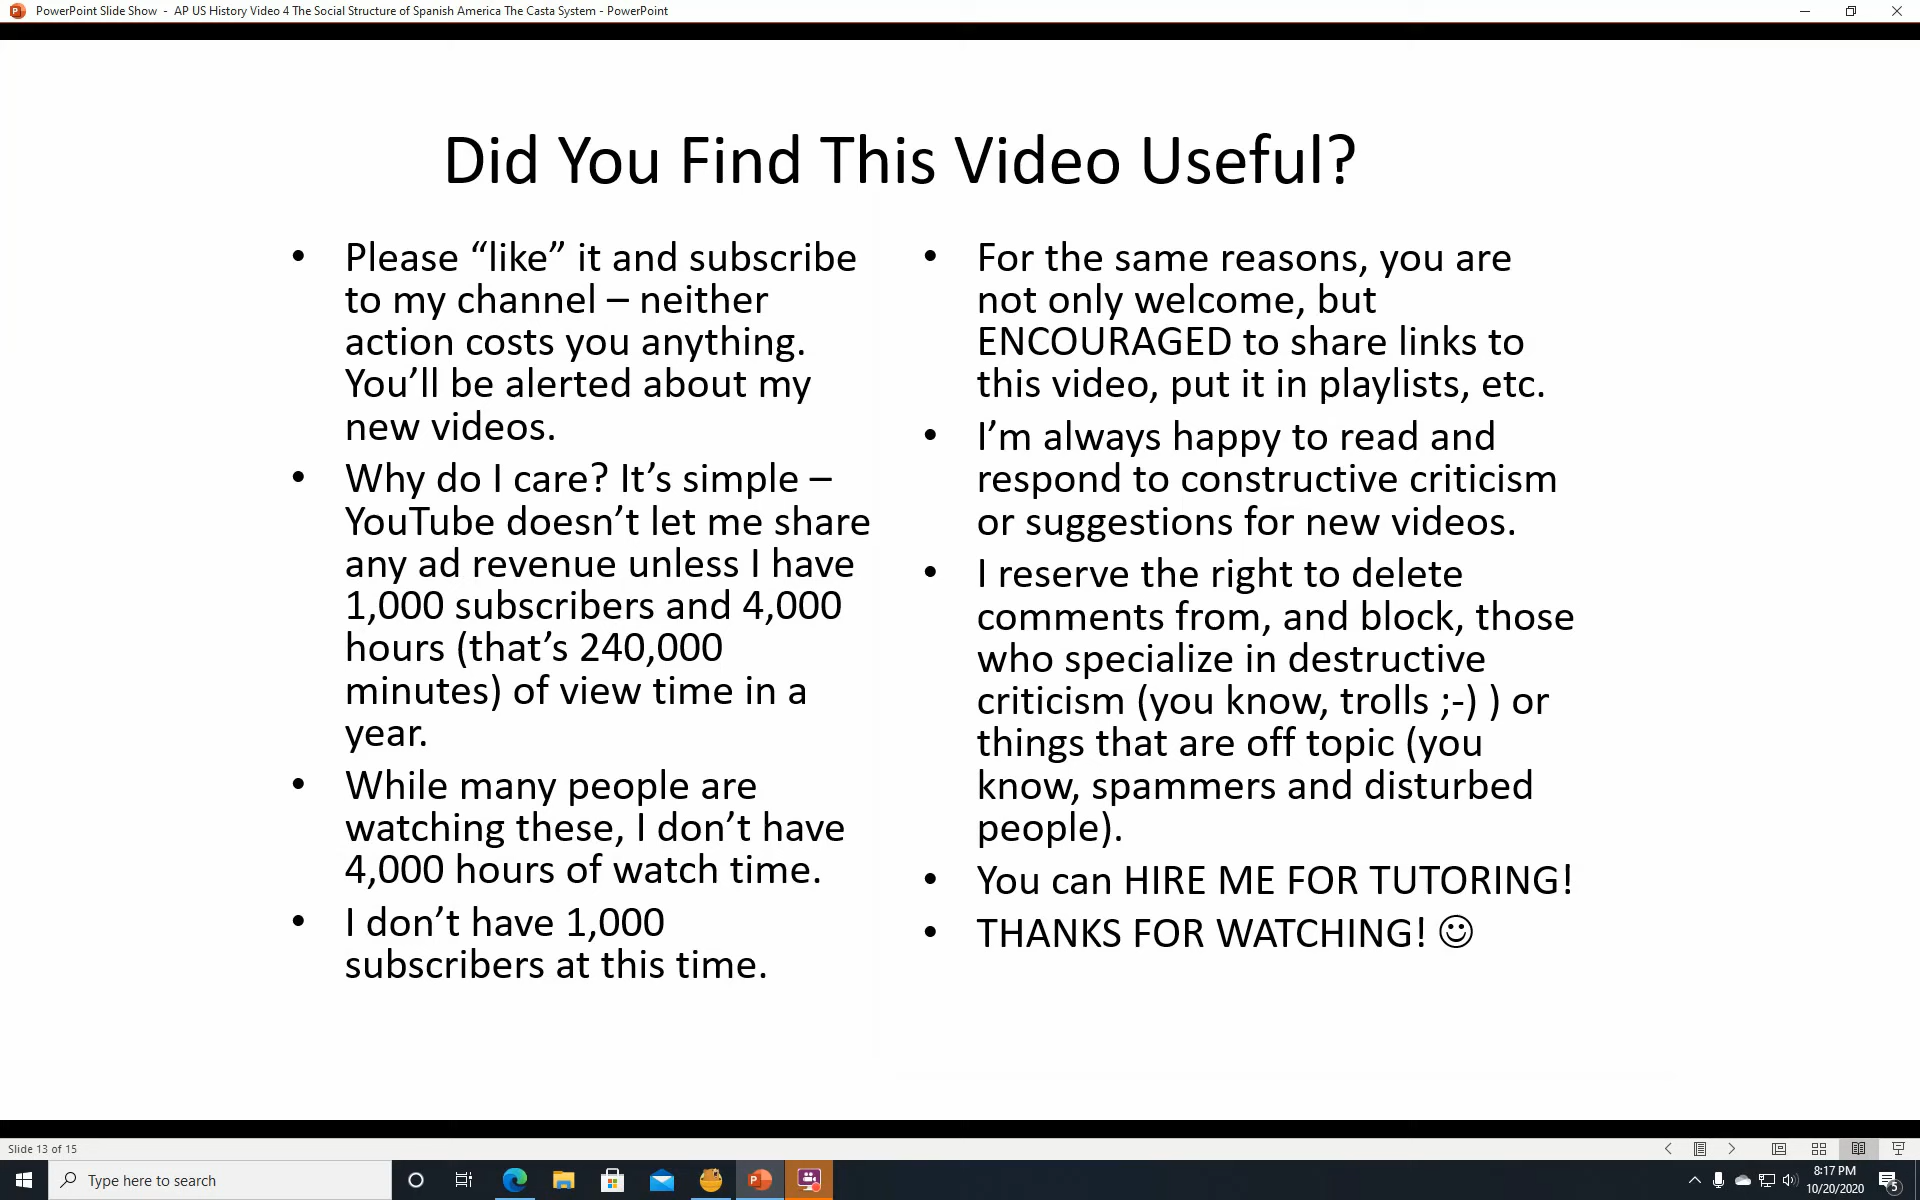 PowerPoint Slide Show - AP US History Video 4 The Social Structure of Spanish America The Casta System - PowerPoint
Did You Find This Video Useful?
• Please “like” it and subscribe
to my channel – neither
action costs you anything.
You’ll be alerted about my
new videos.
• Why do I care? It’s simple –
YouTube doesn’t let me share
any ad revenue unless I have
1,000 subscribers and 4,000
hours (that’s 240,000
minutes) of view time in a
year.
• While many people are
watching these, I don’t have
4,000 hours of watch time.
• I don’t have 1,000
subscribers at this time.
• For the same reasons, you are
not only welcome, but
ENCOURAGED to share links to
this video, put it in playlists, etc.
• I’m always happy to read and
respond to constructive criticism
or suggestions for new videos.
• I reserve the right to delete
comments from, and block, those
who specialize in destructive
criticism (you know, trolls ;-) ) or
things that are off topic (you
know, spammers and disturbed
people).
• You can HIRE ME FOR TUTORING!
• THANKS FOR WATCHING! ☺
Slide 13 of 15
Type here to search
8:17 PM
10/20/2020
5